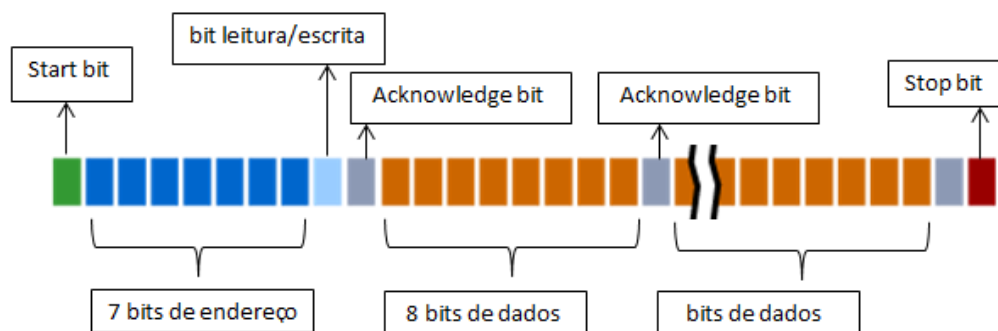 Start bit
bit leitura/escrita
Acknowledge bit
Acknowledge bit
Stop bit
7 bits de endereço
8 bits de dados
bits de dados